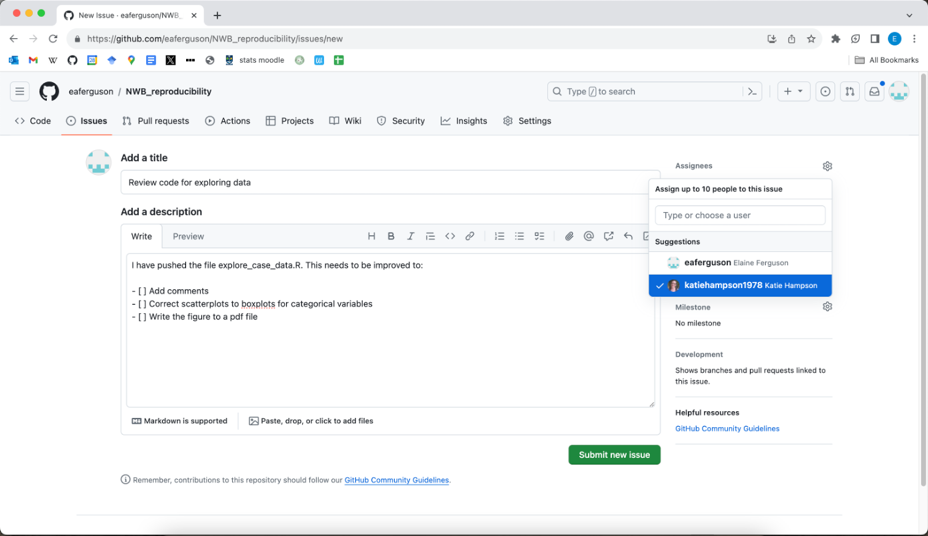 New Issue · eaferguson/NWB_
https://github.com/eaferguson/NWB_reproducibility/issues/new
stats moodle
All Bookmarks
eaferguson / NWB_reproducibility
Type / to search
Code
Issues
Pull requests
Actions
Projects
Wiki
Security
Insights
Settings
Add a title
Review code for exploring data
Add a description
Write
Preview
I have pushed the file explore_case_data.R. This needs to be improved to:
- [ ] Add comments
- [ ] Correct scatterplots to boxplots for categorical variables
- [ ] Write the figure to a pdf file
Markdown is supported
Paste, drop, or click to add files
Submit new issue
Remember, contributions to this repository should follow our GitHub Community Guidelines.
Assignees
Assign up to 10 people to this issue
Type or choose a user
Suggestions
eaferguson Elaine Ferguson
katiehampson1978 Katie Hampson
Milestone
No milestone
Development
Shows branches and pull requests linked to
this issue.
Helpful resources
GitHub Community Guidelines